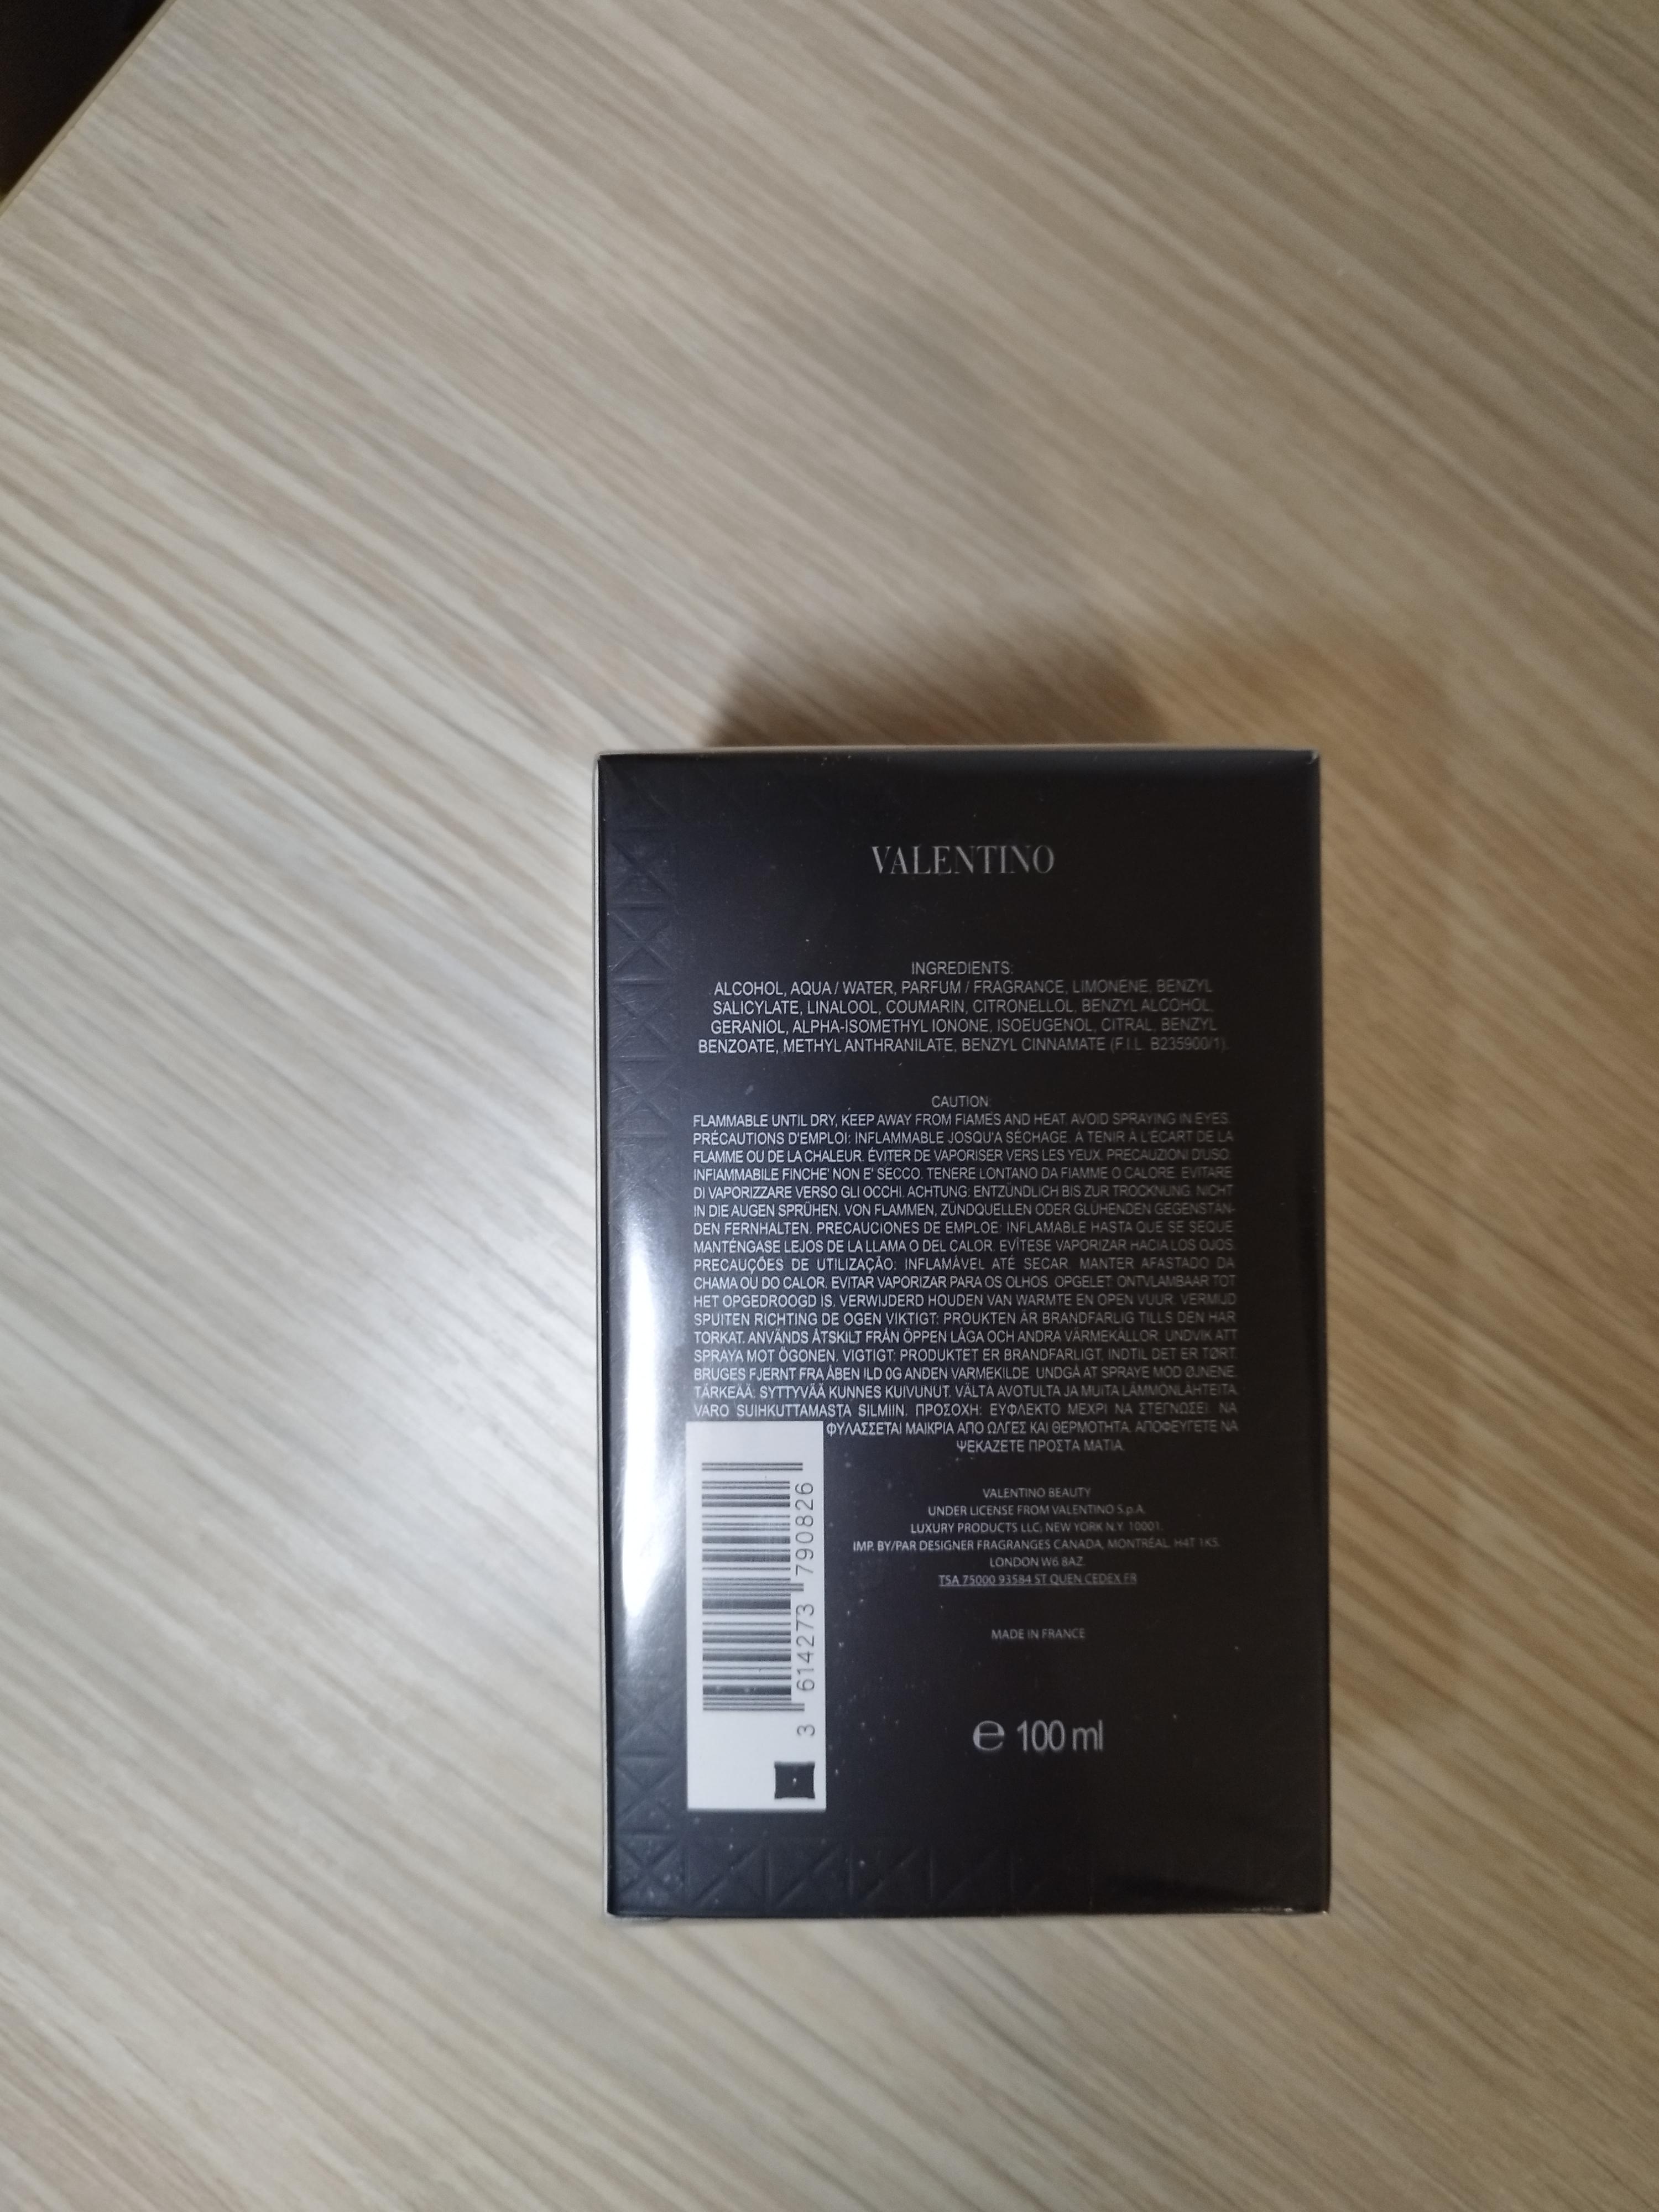 VALENTINO
INGREDIENTS:
ALCOHOL, AQUA / WATER, PARFUM / FRAGRANCE, LIMONENE, BENZYL
SALICYLATE, LINALOOL, COUMARIN, CITRONELLOL, BENZYL ALCOHOL,
GERANIOL, ALPHA-ISOMETHYL IONONE, ISOEUGENOL, CITRAL, BENZYL
BENZOATE, METHYL ANTHRANILATE, BENZYL CINNAMATE (F.I.L. B235900/1).
CAUTION:
FLAMMABLE UNTIL DRY, KEEP AWAY FROM FIAMES AND HEAT. AVOID SPRAYING IN EYES.
PRÉCAUTIONS D'EMPLOI: INFLAMMABLE JOSQU'A SÉCHAGE. A TENIR À L'ÉCART DE LA
FLAMME OU DE LA CHALEUR. ÉVITER DE VAPORISER VERS LES YEUX. PRECAUZIONI D'USO:
INFIAMMABILE FINCHE' NON E' SECCO. TENERE LONTANO DA FIAMME O CALORE. EVITARE
DI VAPORIZZARE VERSO GLI OCCHI. ACHTUNG: ENTZÜNDLICH BIS ZUR TROCKNUNG. NICHT
IN DIE AUGEN SPRÜHEN. VON FLAMMEN, ZÜNDQUELLEN ODER GLÜHENDEN GEGENSTAN-
DEN FERNHALTEN. PRECAUCIONES DE EMPLOE: INFLAMABLE HASTA QUE SE SEQUE.
MANTÉNGASE LEJOS DE LA LLAMA O DEL CALOR. EVÍTESE VAPORIZAR HACIA LOS OJOS.
PRECAUÇÕES DE UTILIZAÇÃO: INFLAMÁVEL ATÉ SECAR. MANTER AFASTADO DA
CHAMA OU DO CALOR. EVITAR VAPORIZAR PARA OS OLHOS. OPGELET: ONTVLAMBAAR TOT
HET OPGEDROOGD IS. VERWIJDERD HOUDEN VAN WARMTE EN OPEN VUUR. VERMIJD
SPUITEN RICHTING DE OGEN VIKTIGT: PROUKTEN ÄR BRANDFARLIG TILLS DEN HAR
TORKAT. ANVÄNDS ÅTSKILT FRÅN ÖPPEN LÅGA OCH ANDRA VÄRMEKÄLLOR. UNDVIK ATT
SPRAYA MOT ÖGONEN. VIGTIGT: PRODUKTET ER BRANDFARLIGT, INDTIL DET ER TØRT.
BRUGES FJERNT FRA ÅBEN ILD 0G ANDEN VARMEKILDE. UNDGÅ AT SPRAYE MOD ØJNENE.
TÄRKEÄÄ: SYTTYVÄÄ KUNNES KUIVUNUT. VÄLTA AVOTULTA JA MUITA LÄMMONLÄHTEITÄ.
VARO SUIHKUTTAMASTA SILMIIN. ΠΡΟΣΟΧΗ: ΕΥΦΛΕΚΤΟ ΜΕΧΡΙ ΝΑ ΣΤΕΓΝΩΣΕΙ. ΝΑ
ΦΥΛΑΣΣΕΤΑΙ ΜΑΙΚΡΙΑ ΑΠΟ ΩΛΓΕΣ ΚΑΙ ΘΕΡΜΟΤΗΤΑ. ΑΠΟΦΕΥΓΕΤΕ ΝΑ
ΨΕΚΑΖΕΤΕ ΠΡΟΣΤΑ ΜΑΤΙΑ.
VALENTINO BEAUTY
UNDER LICENSE FROM VALENTINO S.p.A.
LUXURY PRODUCTS LLC; NEW YORK N.Y. 10001.
IMP. BY/PAR DESIGNER FRAGRANGES CANADA, MONTRÉAL. H4T 1K5.
LONDON W6 8AZ.
TSA 75000 93584 ST QUEN CEDEX FR
MADE IN FRANCE
3 614273 790826
℮ 100 ml